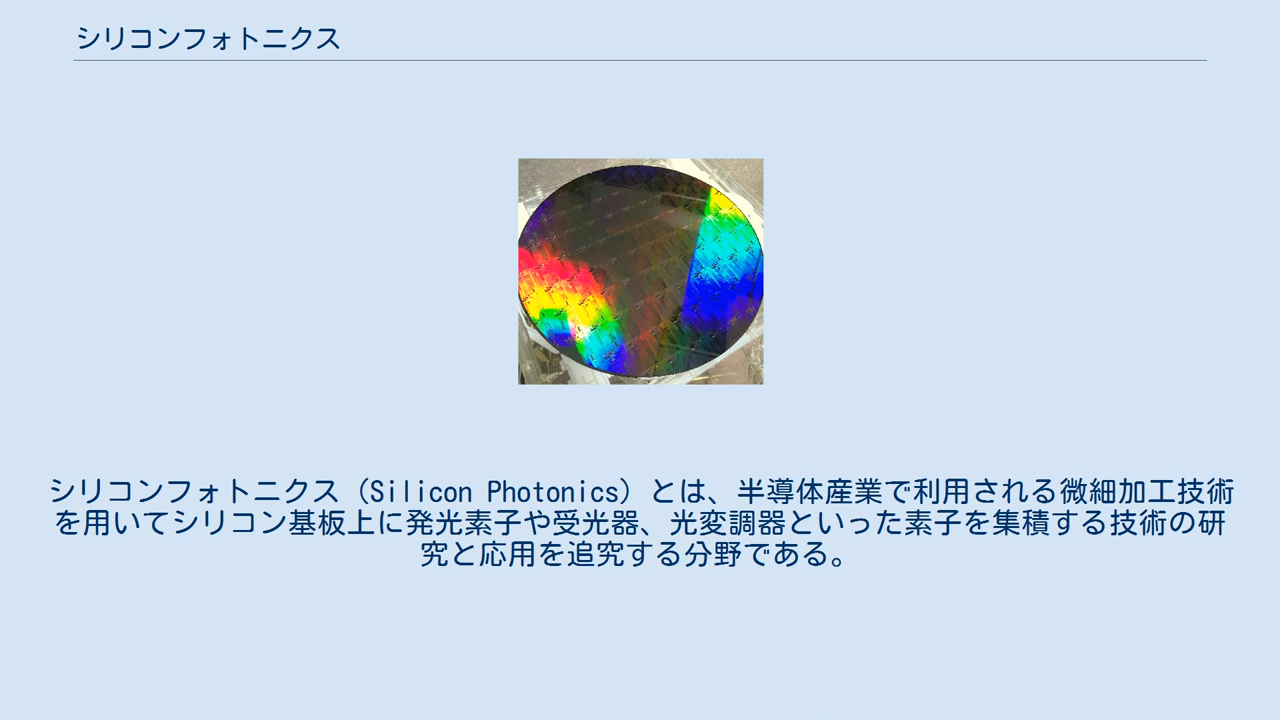 シリコンフォトニクス
シリコンフォトニクス（Silicon Photonics）とは、半導体産業で利用される微細加工技術
を用いてシリコン基板上に発光素子や受光器、光変調器といった素子を集積する技術の研
究と応用を追究する分野である。